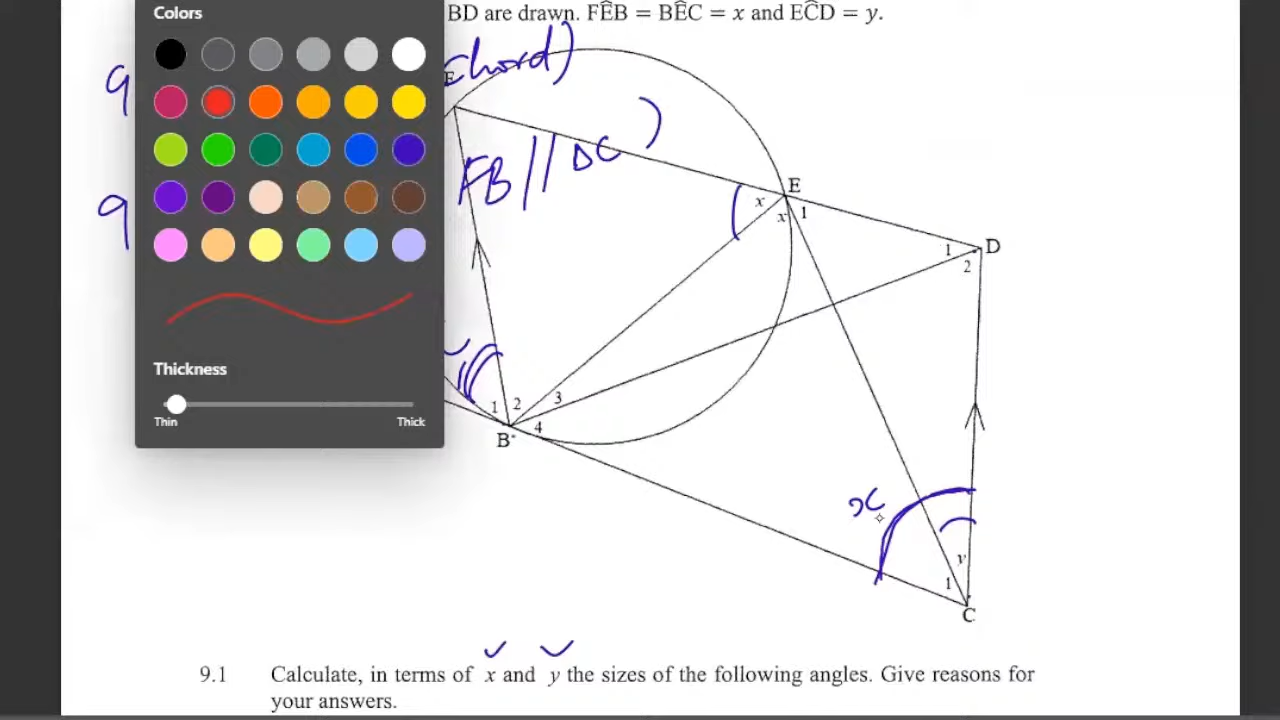 Colors
BD are drawn. FÊB = BÊC = x and EĈD = y.
9
chord)
F
FB // DC )
E
x
x
1
1
D
2
9
Thickness
Thin
Thick
1
2
3
4
B
x
y
1
C
9.1 Calculate, in terms of x and y the sizes of the following angles. Give reasons for
your answers.